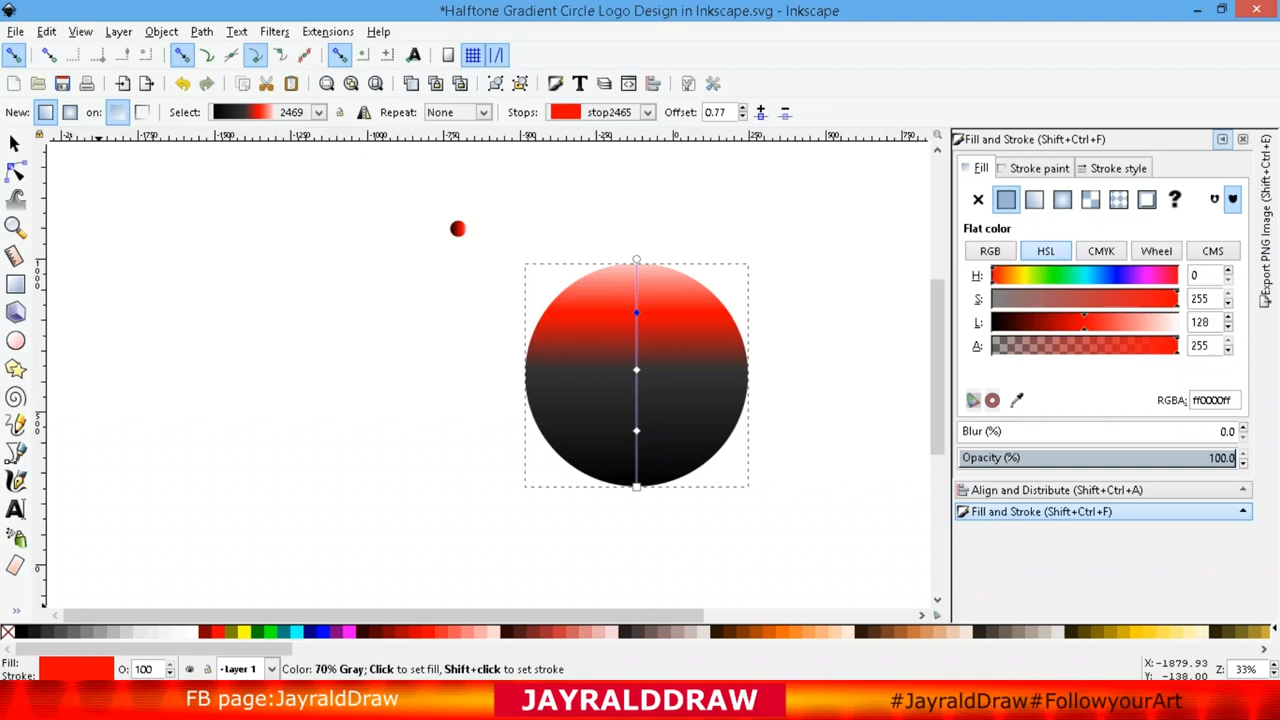 *Halftone Gradient Circle Logo Design in Inkscape.svg - Inkscape
File Edit View Layer Object Path Text Filters Extensions Help
New: on: Select: 2469 Repeat: None Stops: stop2465 Offset: 0.77
Fill and Stroke (Shift+Ctrl+F)
Fill Stroke paint Stroke style
Flat color
RGB HSL CMYK Wheel CMS
H: 0
S: 255
L: 128
A: 255
RGBA: ff0000ff
Blur (%) 0.0
Opacity (%) 100.0
Align and Distribute (Shift+Ctrl+A)
Fill and Stroke (Shift+Ctrl+F)
Export PNG Image (Shift+Ctrl+E)
Fill:
Stroke:
O: 100
Layer 1
Color: 70% Gray; Click to set fill, Shift+click to set stroke
X:-1879.93
Y: -138.00
Z: 33%
FB page:JayraldDraw
JAYRALDDRAW
#JayraldDraw#FollowyourArt